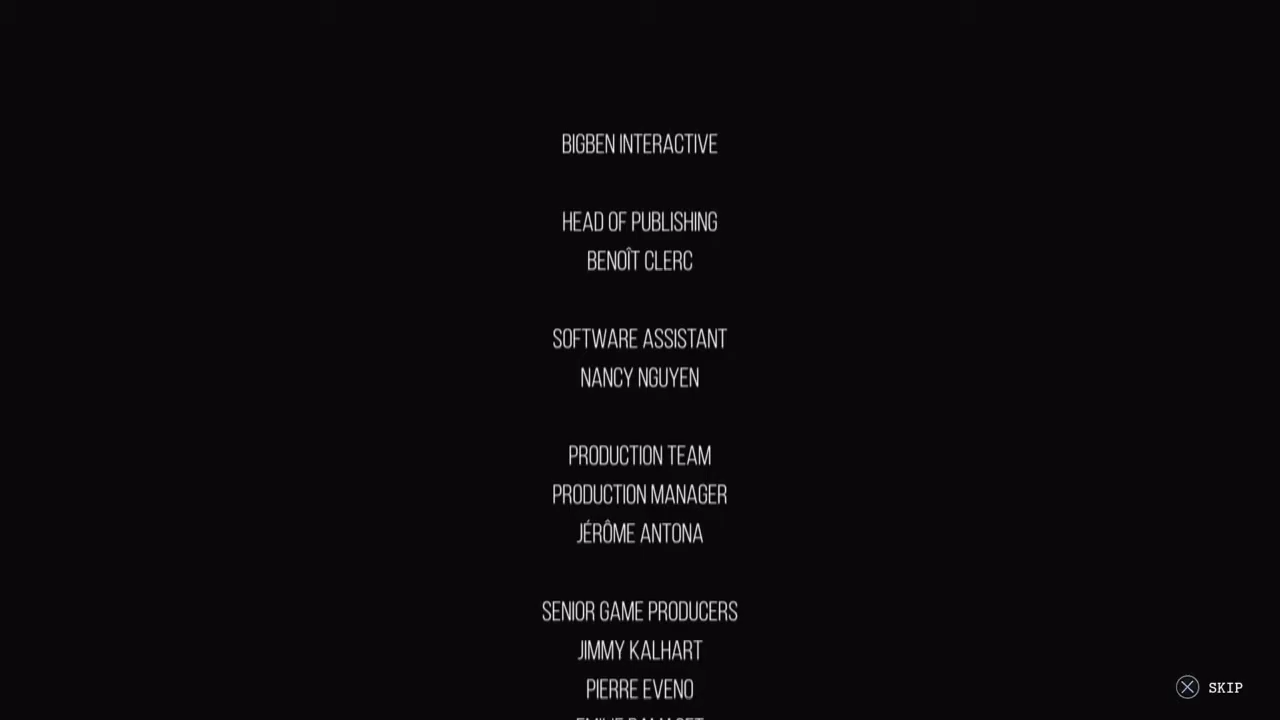 BIGBEN INTERACTIVE
HEAD OF PUBLISHING
BENOÎT CLERC
SOFTWARE ASSISTANT
NANCY NGUYEN
PRODUCTION TEAM
PRODUCTION MANAGER
JÉRÔME ANTONA
SENIOR GAME PRODUCERS
JIMMY KALHART
PIERRE EVENO
SKIP